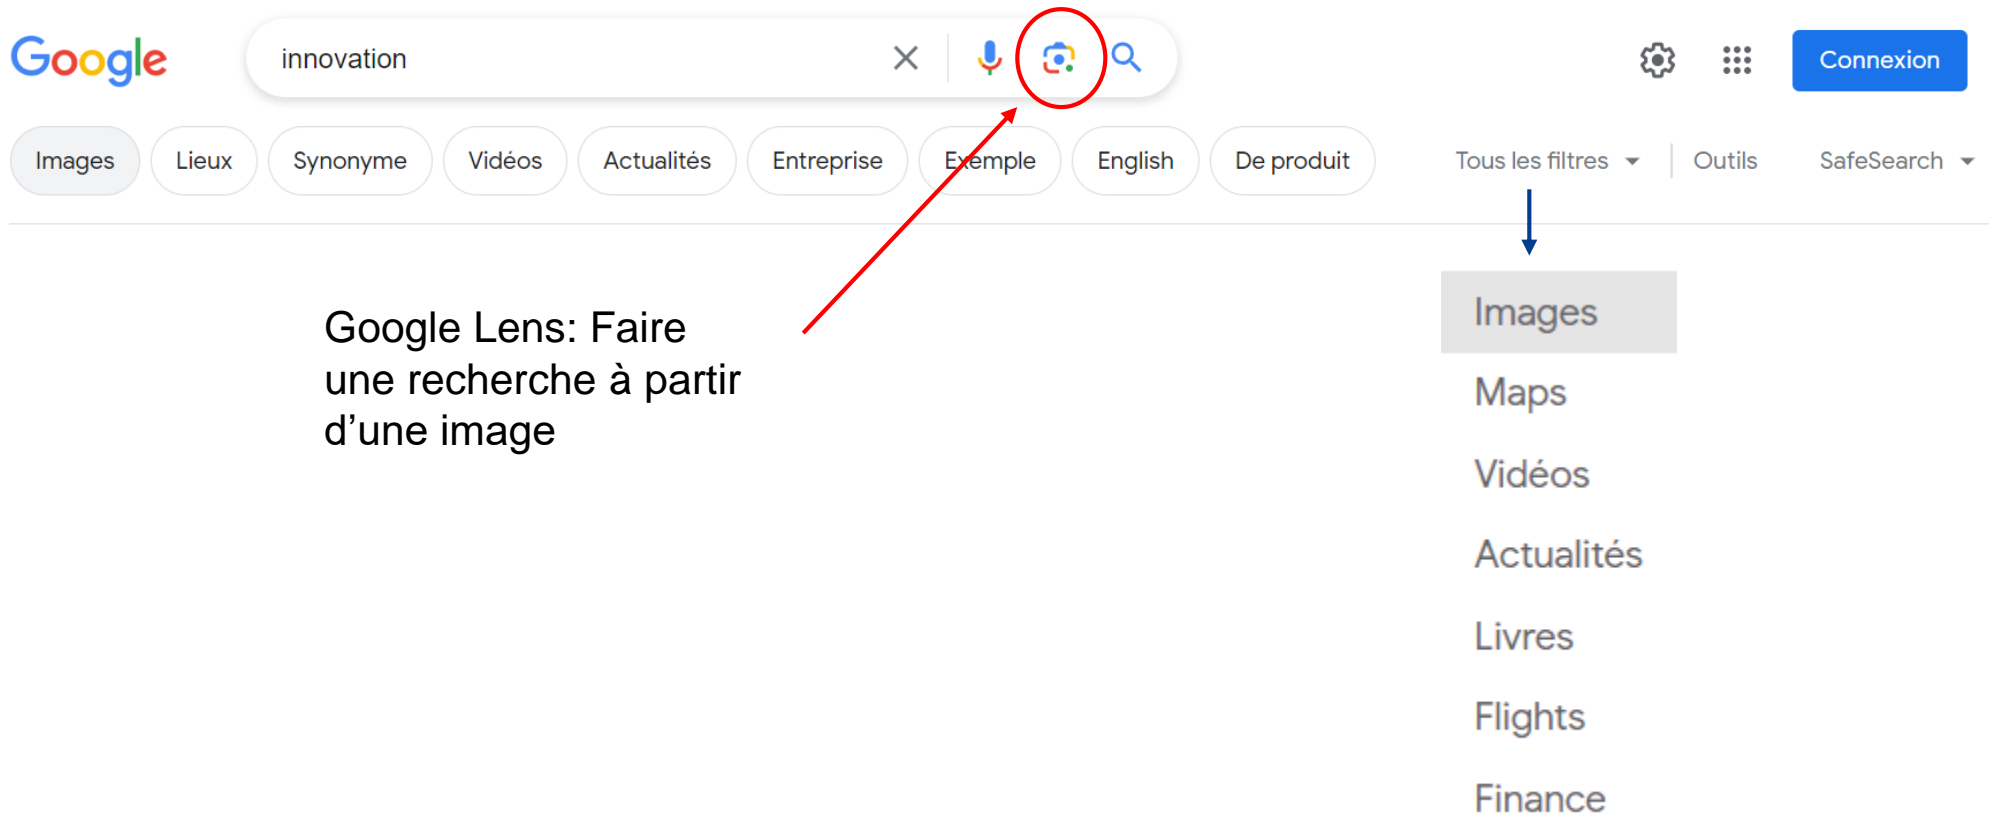 Google innovation Connexion
Images Lieux Synonyme Vidéos Actualités Entreprise Exemple English De produit Tous les filtres Outils SafeSearch
Google Lens: Faire
une recherche à partir
d’une image
Images
Maps
Vidéos
Actualités
Livres
Flights
Finance